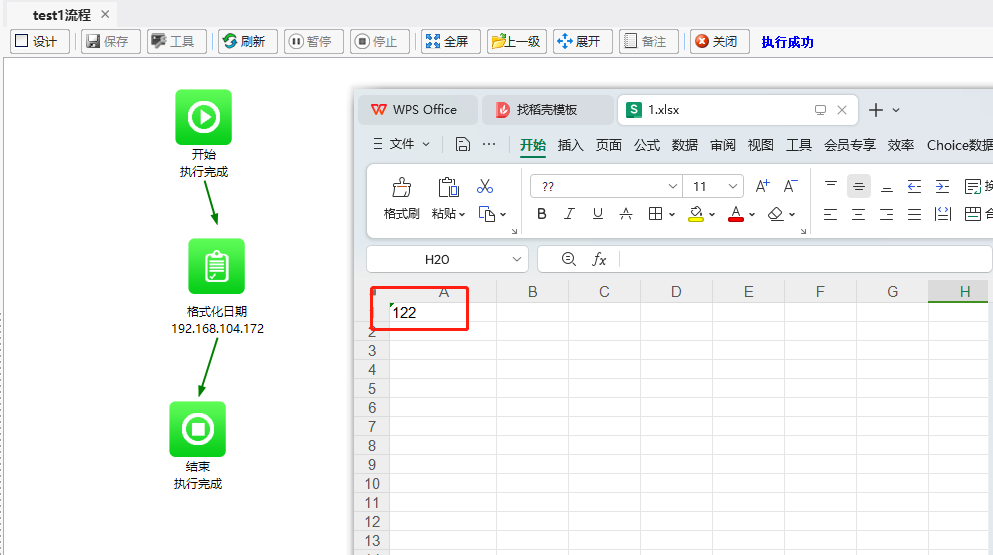 test1流程
设计 保存 工具 刷新 暂停 停止 全屏 上一级 展开 备注 关闭 执行成功
开始
执行完成
格式化日期
192.168.104.172
结束
执行完成
WPS Office 找稻壳模板 S 1.xlsx
文件 开始 插入 页面 公式 数据 审阅 视图 工具 会员专享 效率 Choice数据
格式刷 粘贴 ?? 11 A+ A- 换
B I U A A 合
H20 fx
A B C D E F G H
122
2
3
4
5
6
7
8
9
10
11
12
13